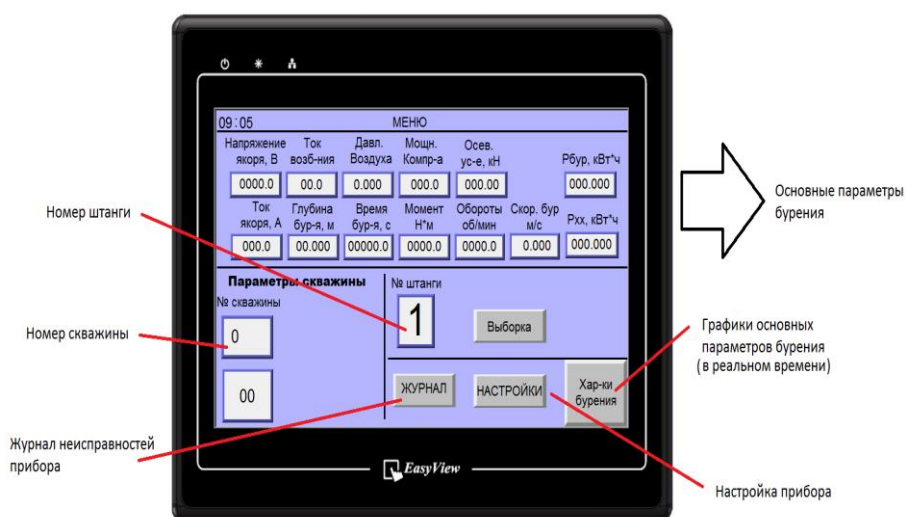 09:05 МЕНЮ
Напряжение якоря, В
Ток возб-ния
Давл. Воздуха
Мощн. Компр-а
Осев. ус-е, кН
Рбур, кВт*ч
0000.0 00.0 0.000 000.0 000.00 000.000
Ток якоря, А
Глубина бур-я, м
Время бур-я, с
Момент Н*м
Обороты об/мин
Скор. бур м/с
Рхх, кВт*ч
000.0 00.000 00000.0 0000.0 0000.0 0.000 000.000
Основные параметры
бурения
Номер штанги
Параметры скважины
№ скважины
0
00
№ штанги
1
Выборка
Номер скважины
Графики основных
параметров бурения
(в реальном времени)
ЖУРНАЛ
НАСТРОЙКИ
Хар-ки
бурения
Журнал неисправностей
прибора
EasyView
Настройка прибора